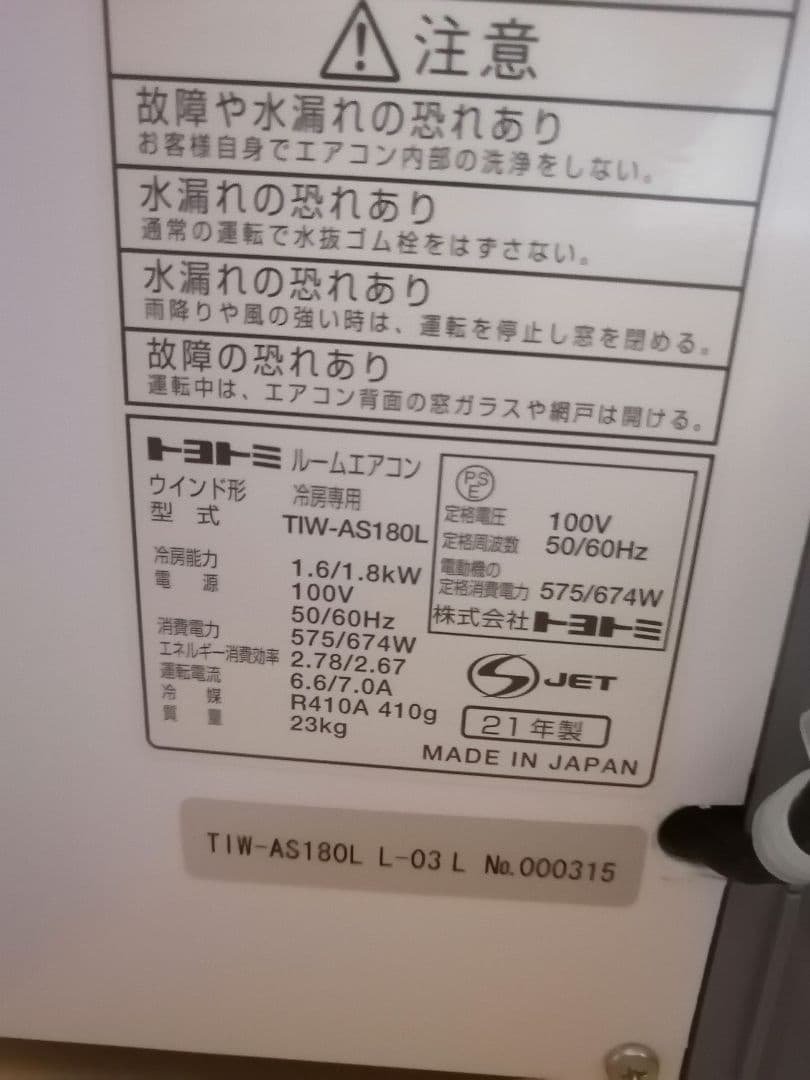 注意
故障や水漏れの恐れあり
お客様自身でエアコン内部の洗浄をしない。
水漏れの恐れあり
通常の運転で水抜ゴム栓をはずさない。
水漏れの恐れあり
雨降りや風の強い時は、運転を停止し窓を閉める。
故障の恐れあり
運転中は、エアコン背面の窓ガラスや網戸は開ける。
トヨトミ ルームエアコン
ウインド形 冷房専用
型式 TIW-AS180L
冷房能力 1.6/1.8kW
電源 100V
50/60Hz
消費電力 575/674W
エネルギー消費効率 2.78/2.67
運転電流 6.6/7.0A
冷媒 R410A 410g
質量 23kg
PSE
定格電圧 100V
定格周波数 50/60Hz
電動機の
定格消費電力 575/674W
株式会社トヨトミ
S JET
21年製
MADE IN JAPAN
TIW-AS180L L-03 L No.000315